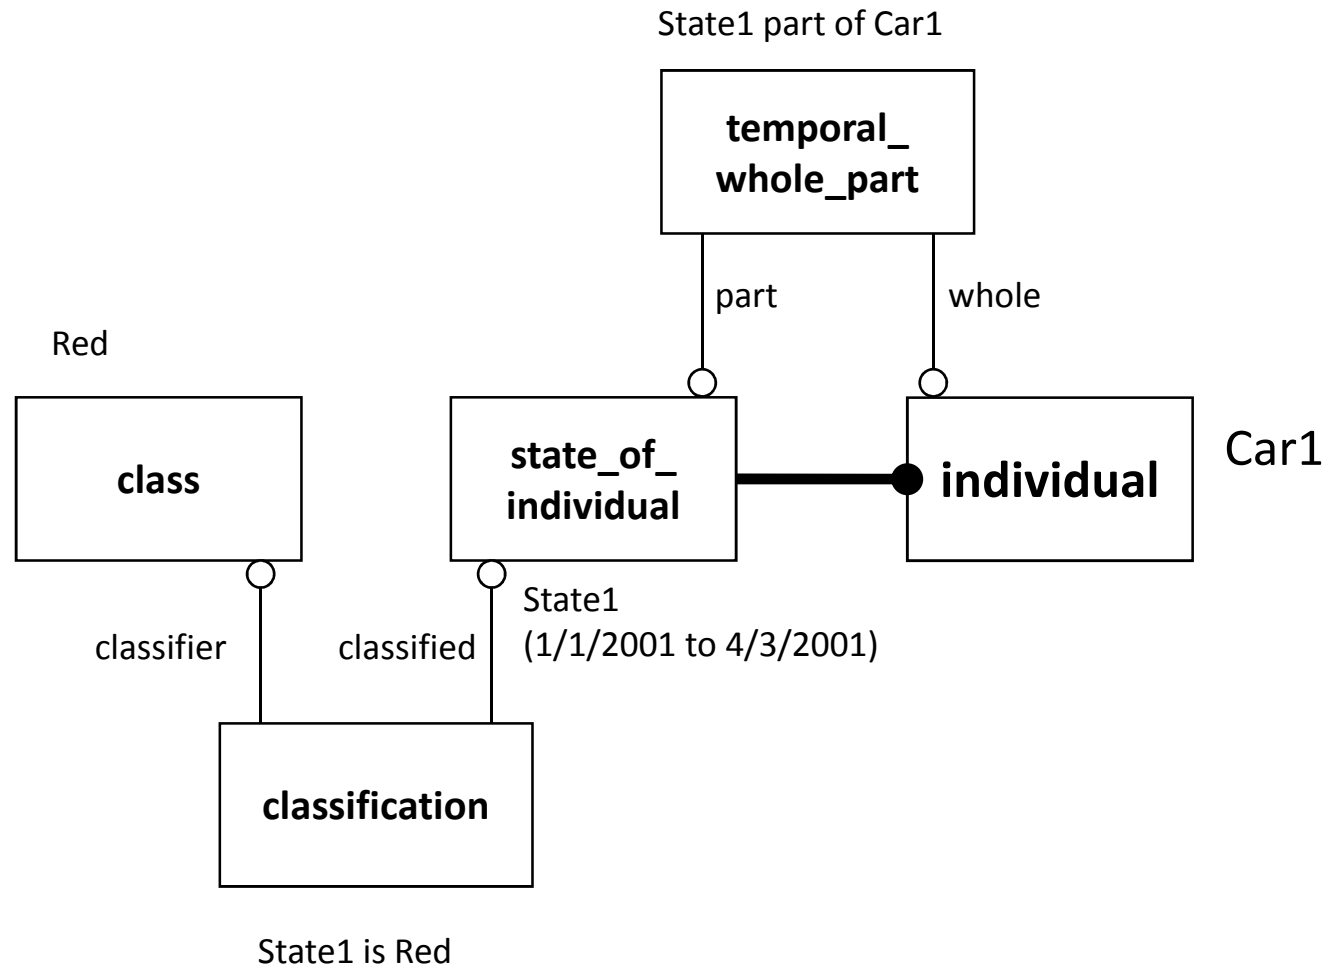 State1 part of Car1
temporal_
whole_part
part
whole
Red
class
state_of_
individual
individual
Car1
classifier
classified
State1
(1/1/2001 to 4/3/2001)
classification
State1 is Red